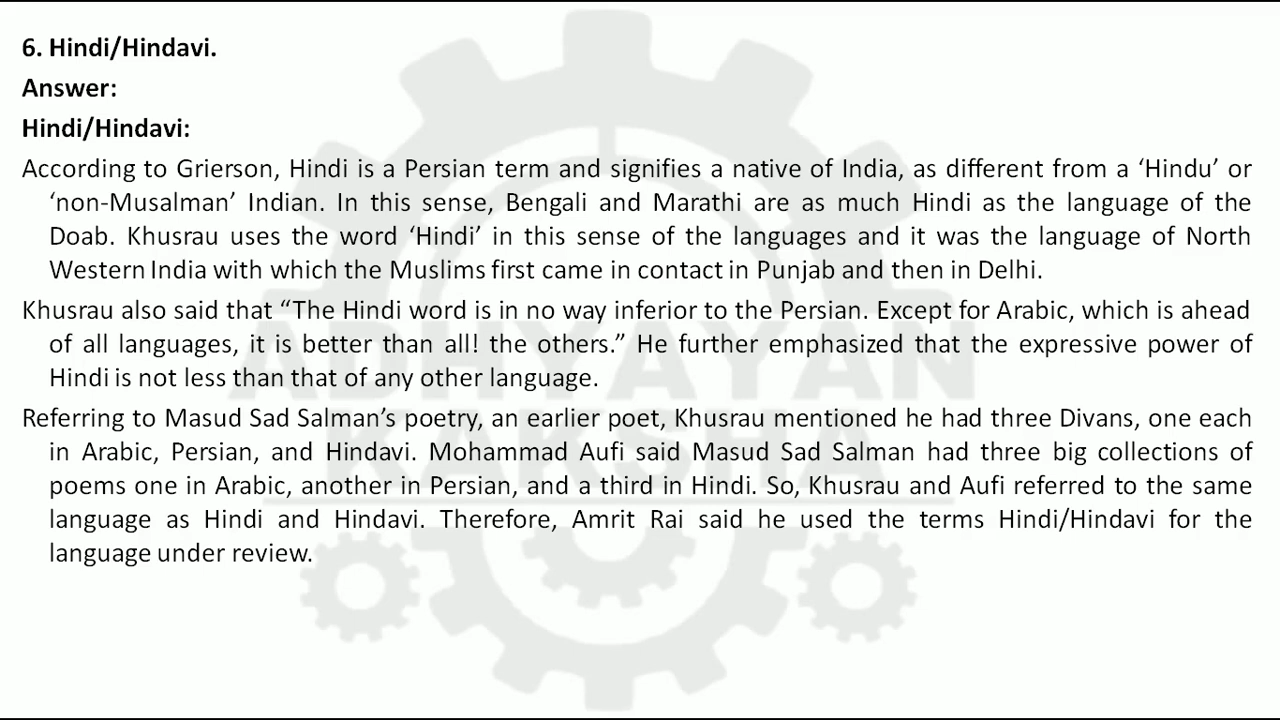 6. Hindi/Hindavi.
Answer:
Hindi/Hindavi:
According to Grierson, Hindi is a Persian term and signifies a native of India, as different from a ‘Hindu’ or
‘non-Musalman’ Indian. In this sense, Bengali and Marathi are as much Hindi as the language of the
Doab. Khusrau uses the word ‘Hindi’ in this sense of the languages and it was the language of North
Western India with which the Muslims first came in contact in Punjab and then in Delhi.
Khusrau also said that “The Hindi word is in no way inferior to the Persian. Except for Arabic, which is ahead
of all languages, it is better than all! the others.” He further emphasized that the expressive power of
Hindi is not less than that of any other language.
Referring to Masud Sad Salman’s poetry, an earlier poet, Khusrau mentioned he had three Divans, one each
in Arabic, Persian, and Hindavi. Mohammad Aufi said Masud Sad Salman had three big collections of
poems one in Arabic, another in Persian, and a third in Hindi. So, Khusrau and Aufi referred to the same
language as Hindi and Hindavi. Therefore, Amrit Rai said he used the terms Hindi/Hindavi for the
language under review.
ADHYAYAN
KAKSHA